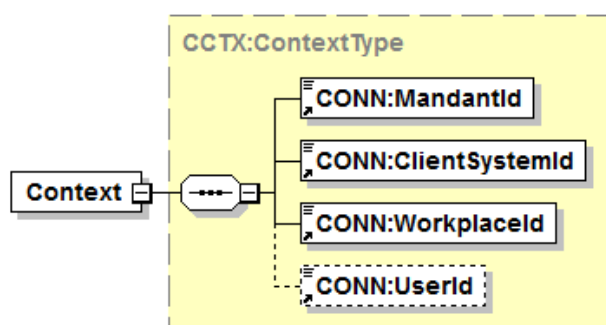 CCTX:ContextType
CONN:MandantId
CONN:ClientSystemId
Context
CONN:WorkplaceId
CONN:UserId